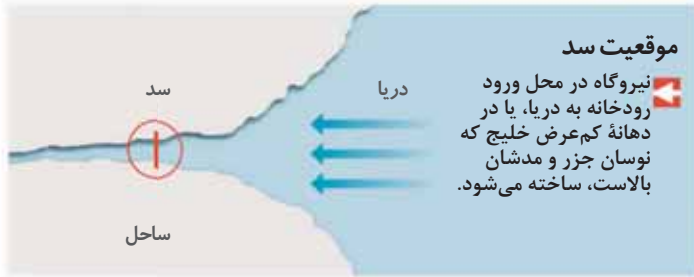 موقعیت سد
نیروگاه در محل ورود
رودخانه به دریا، یا در
دهانهٔ کم‌عرض خلیج که
نوسان جزر و مدشان
بالاست، ساخته می‌شود.
دریا
سد
ساحل